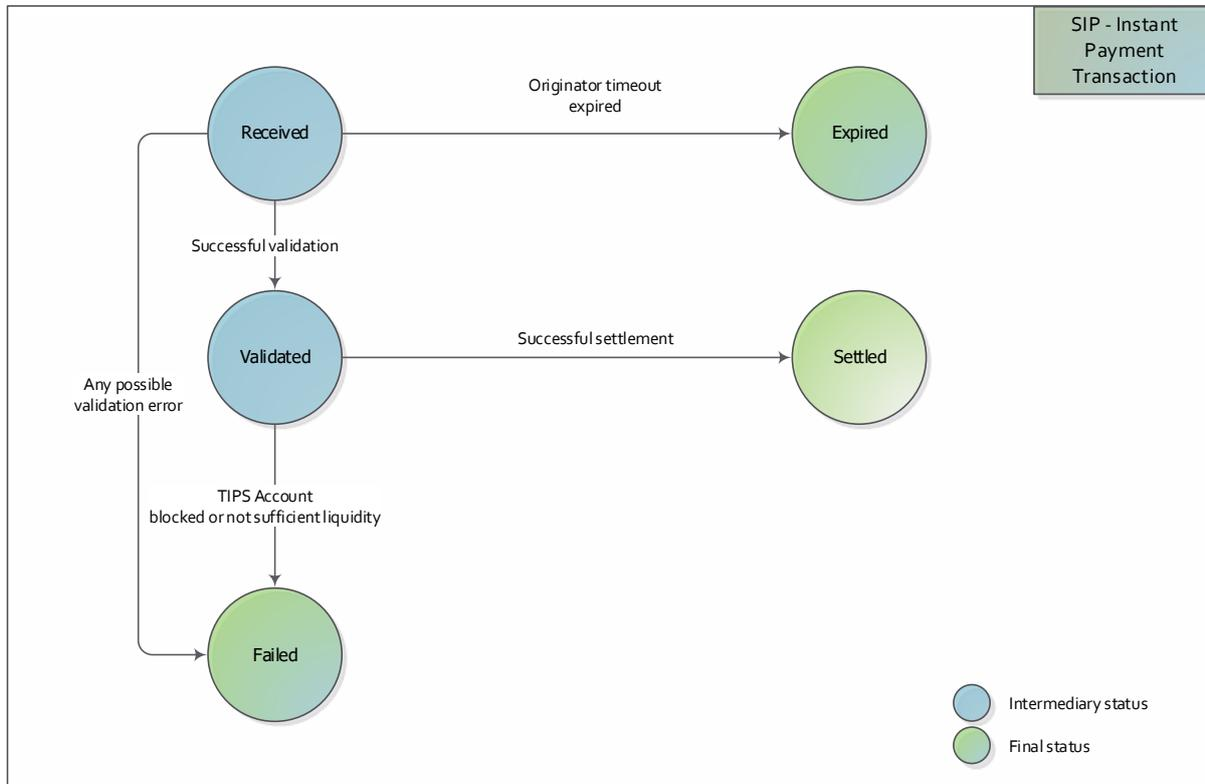 SIP - Instant
Payment
Transaction
Originator timeout
expired
Received
Expired
Successful validation
Validated
Successful settlement
Settled
Any possible
validation error
TIPS Account
blocked or not sufficient liquidity
Failed
Intermediary status
Final status